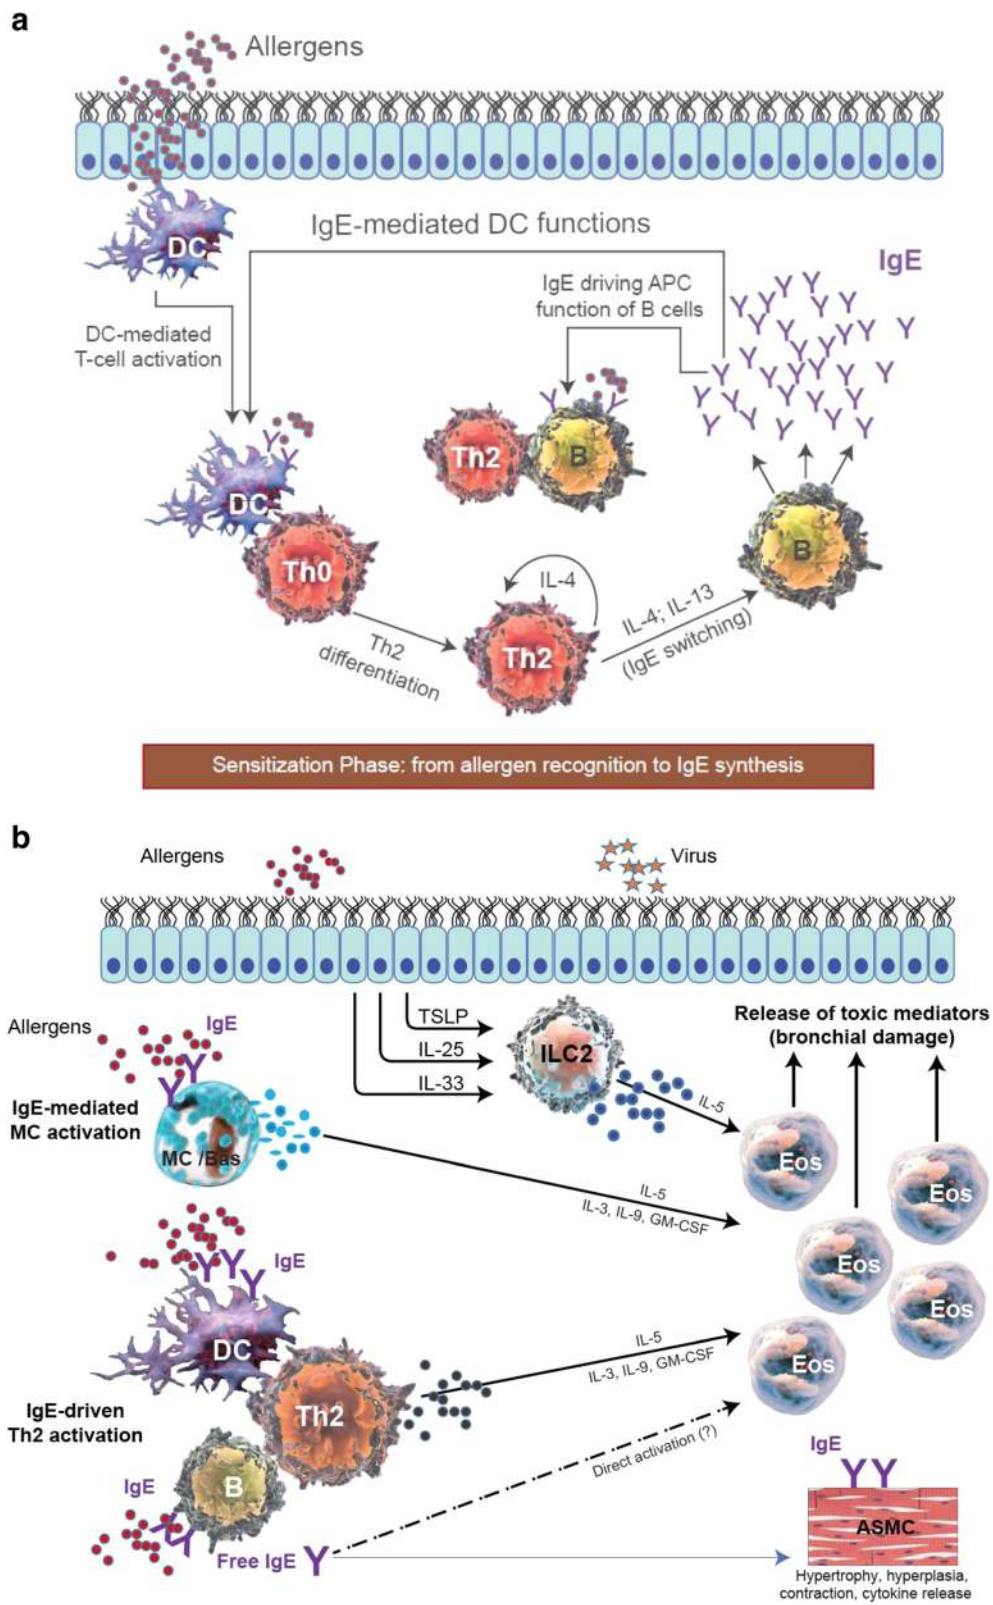 a
Allergens
DC
IgE-mediated DC functions
IgE
IgE driving APC
function of B cells
DC-mediated
T-cell activation
Th2
B
DC
Th0
B
IL-4
Th2
IL-4; IL-13
(IgE switching)
Th2
differentiation
Sensitization Phase: from allergen recognition to IgE synthesis
b
Allergens
Virus
Allergens
IgE
TSLP
IL-25
IL-33
ILC2
Release of toxic mediators
(bronchial damage)
IgE-mediated
MC activation
MC /Bas
IL-5
Eos
Eos
IL-5
IL-3, IL-9, GM-CSF
IgE
Eos
Eos
DC
IL-5
IL-3, IL-9, GM-CSF
Eos
IgE-driven
Th2 activation
Th2
Direct activation (?)
IgE
B
IgE
ASMC
Free IgE
Hypertrophy, hyperplasia,
contraction, cytokine release